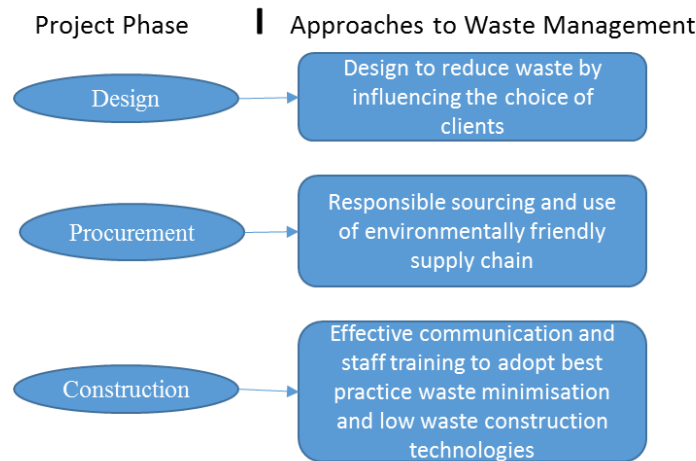 Project Phase I Approaches to Waste Management
Design
Design to reduce waste by
influencing the choice of
clients
Procurement
Responsible sourcing and use
of environmentally friendly
supply chain
Construction
Effective communication and
staff training to adopt best
practice waste minimisation
and low waste construction
technologies